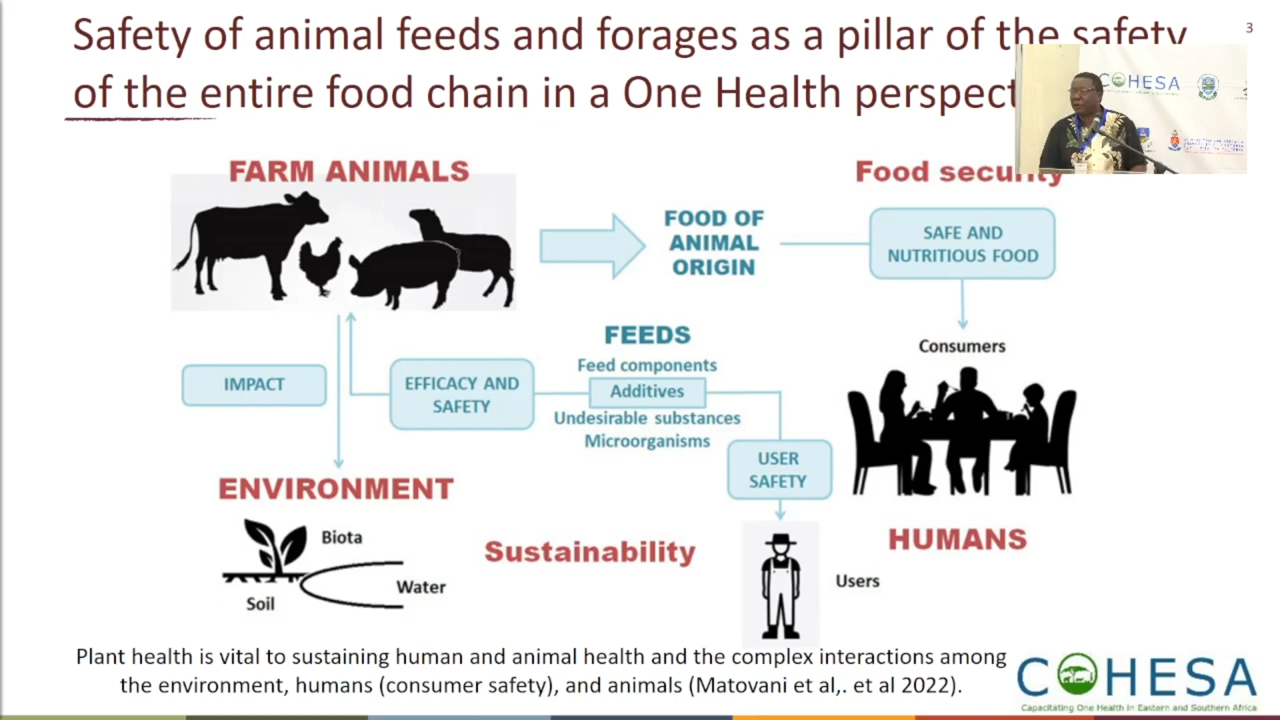 Safety of animal feeds and forages as a pillar of the safety
of the entire food chain in a One Health perspect
3
COHESA
FARM ANIMALS
Food security
FOOD OF
ANIMAL
ORIGIN
SAFE AND
NUTRITIOUS FOOD
Consumers
FEEDS
Feed components
Additives
Undesirable substances
Microorganisms
IMPACT
EFFICACY AND
SAFETY
USER
SAFETY
ENVIRONMENT
Biota
Water
Soil
Sustainability
HUMANS
Users
Plant health is vital to sustaining human and animal health and the complex interactions among
the environment, humans (consumer safety), and animals (Matovani et al,. et al 2022).
COHESA
Capacitating One Health in Eastern and Southern Africa